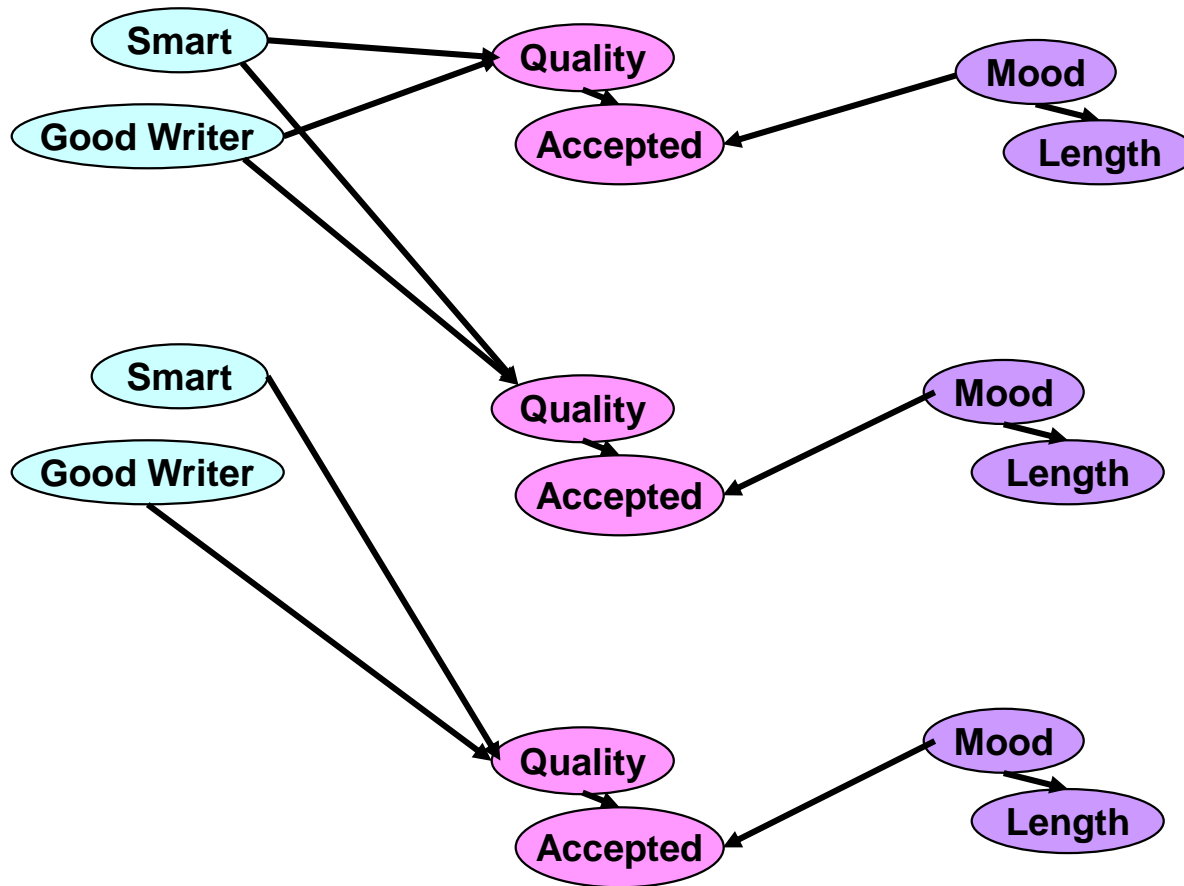 Smart
Good Writer
Quality
Accepted
Mood
Length
Smart
Good Writer
Quality
Accepted
Mood
Length
Quality
Accepted
Mood
Length